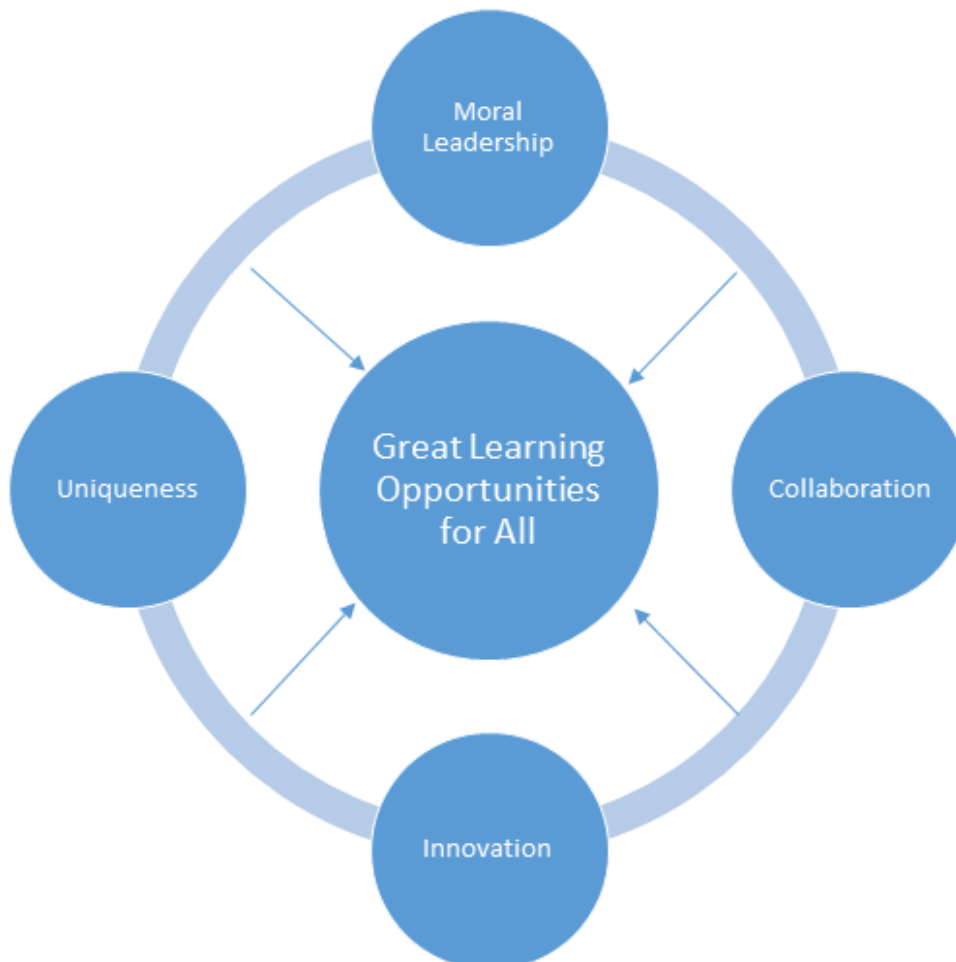 Moral
Leadership
Great Learning
Opportunities
for All
Uniqueness
Collaboration
Innovation